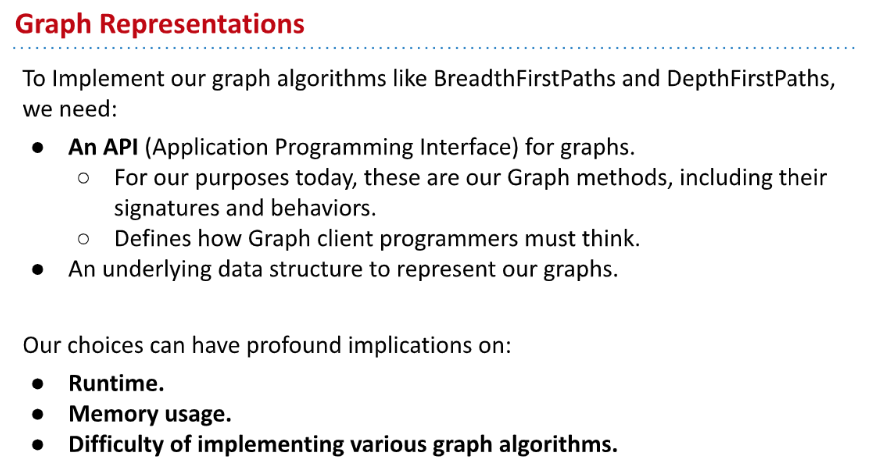 Graph Representations
To Implement our graph algorithms like BreadthFirstPaths and DepthFirstPaths,
we need:
● An API (Application Programming Interface) for graphs.
○ For our purposes today, these are our Graph methods, including their
signatures and behaviors.
○ Defines how Graph client programmers must think.
● An underlying data structure to represent our graphs.
Our choices can have profound implications on:
● Runtime.
● Memory usage.
● Difficulty of implementing various graph algorithms.